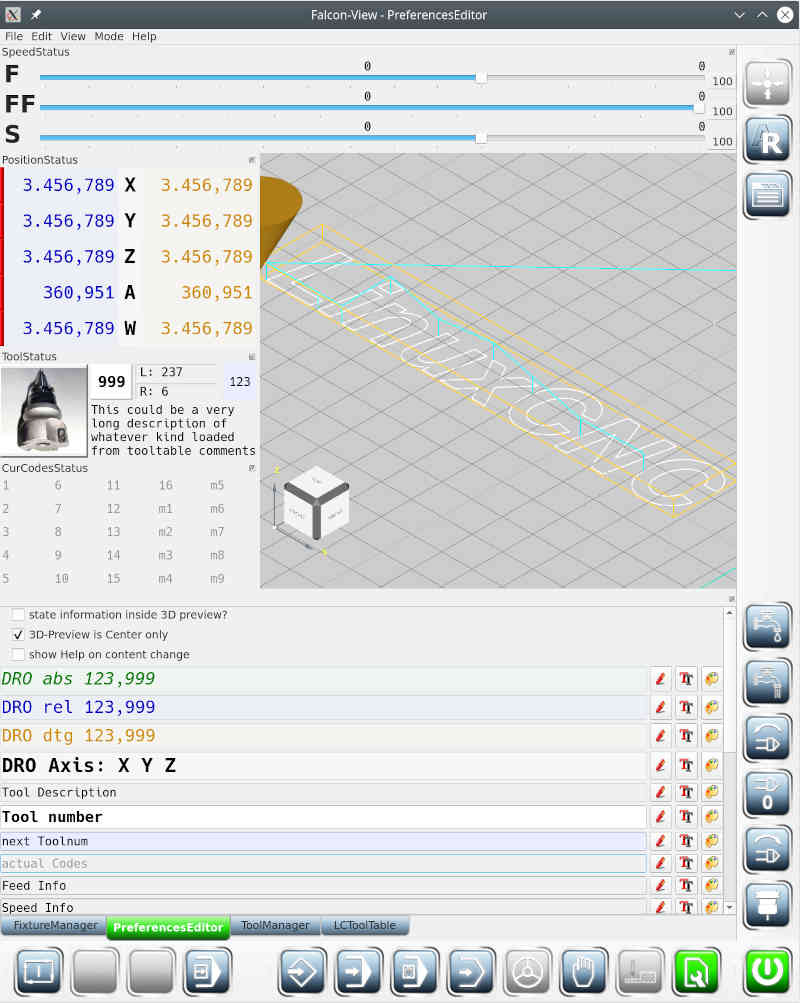 Falcon-View - PreferencesEditor
File Edit View Mode Help
SpeedStatus
F 0 0 100
FF 0 0 100
S 0 0 100
PositionStatus
3.456,789 X 3.456,789
3.456,789 Y 3.456,789
3.456,789 Z 3.456,789
360,951 A 360,951
3.456,789 W 3.456,789
ToolStatus
999 L: 237 123
R: 6
This could be a very
long description of
whatever kind loaded
from tooltable comments
CurCodesStatus
1 6 11 16 m5
2 7 12 m1 m6
3 8 13 m2 m7
4 9 14 m3 m8
5 10 15 m4 m9
LinuxCNC
Z
X
R
state information inside 3D preview?
3D-Preview is Center only
show Help on content change
DRO abs 123,999
DRO rel 123,999
DRO dtg 123,999
DRO Axis: X Y Z
Tool Description
Tool number
next Toolnum
actual Codes
Feed Info
Speed Info
0
FixtureManager PreferencesEditor ToolManager LCToolTable